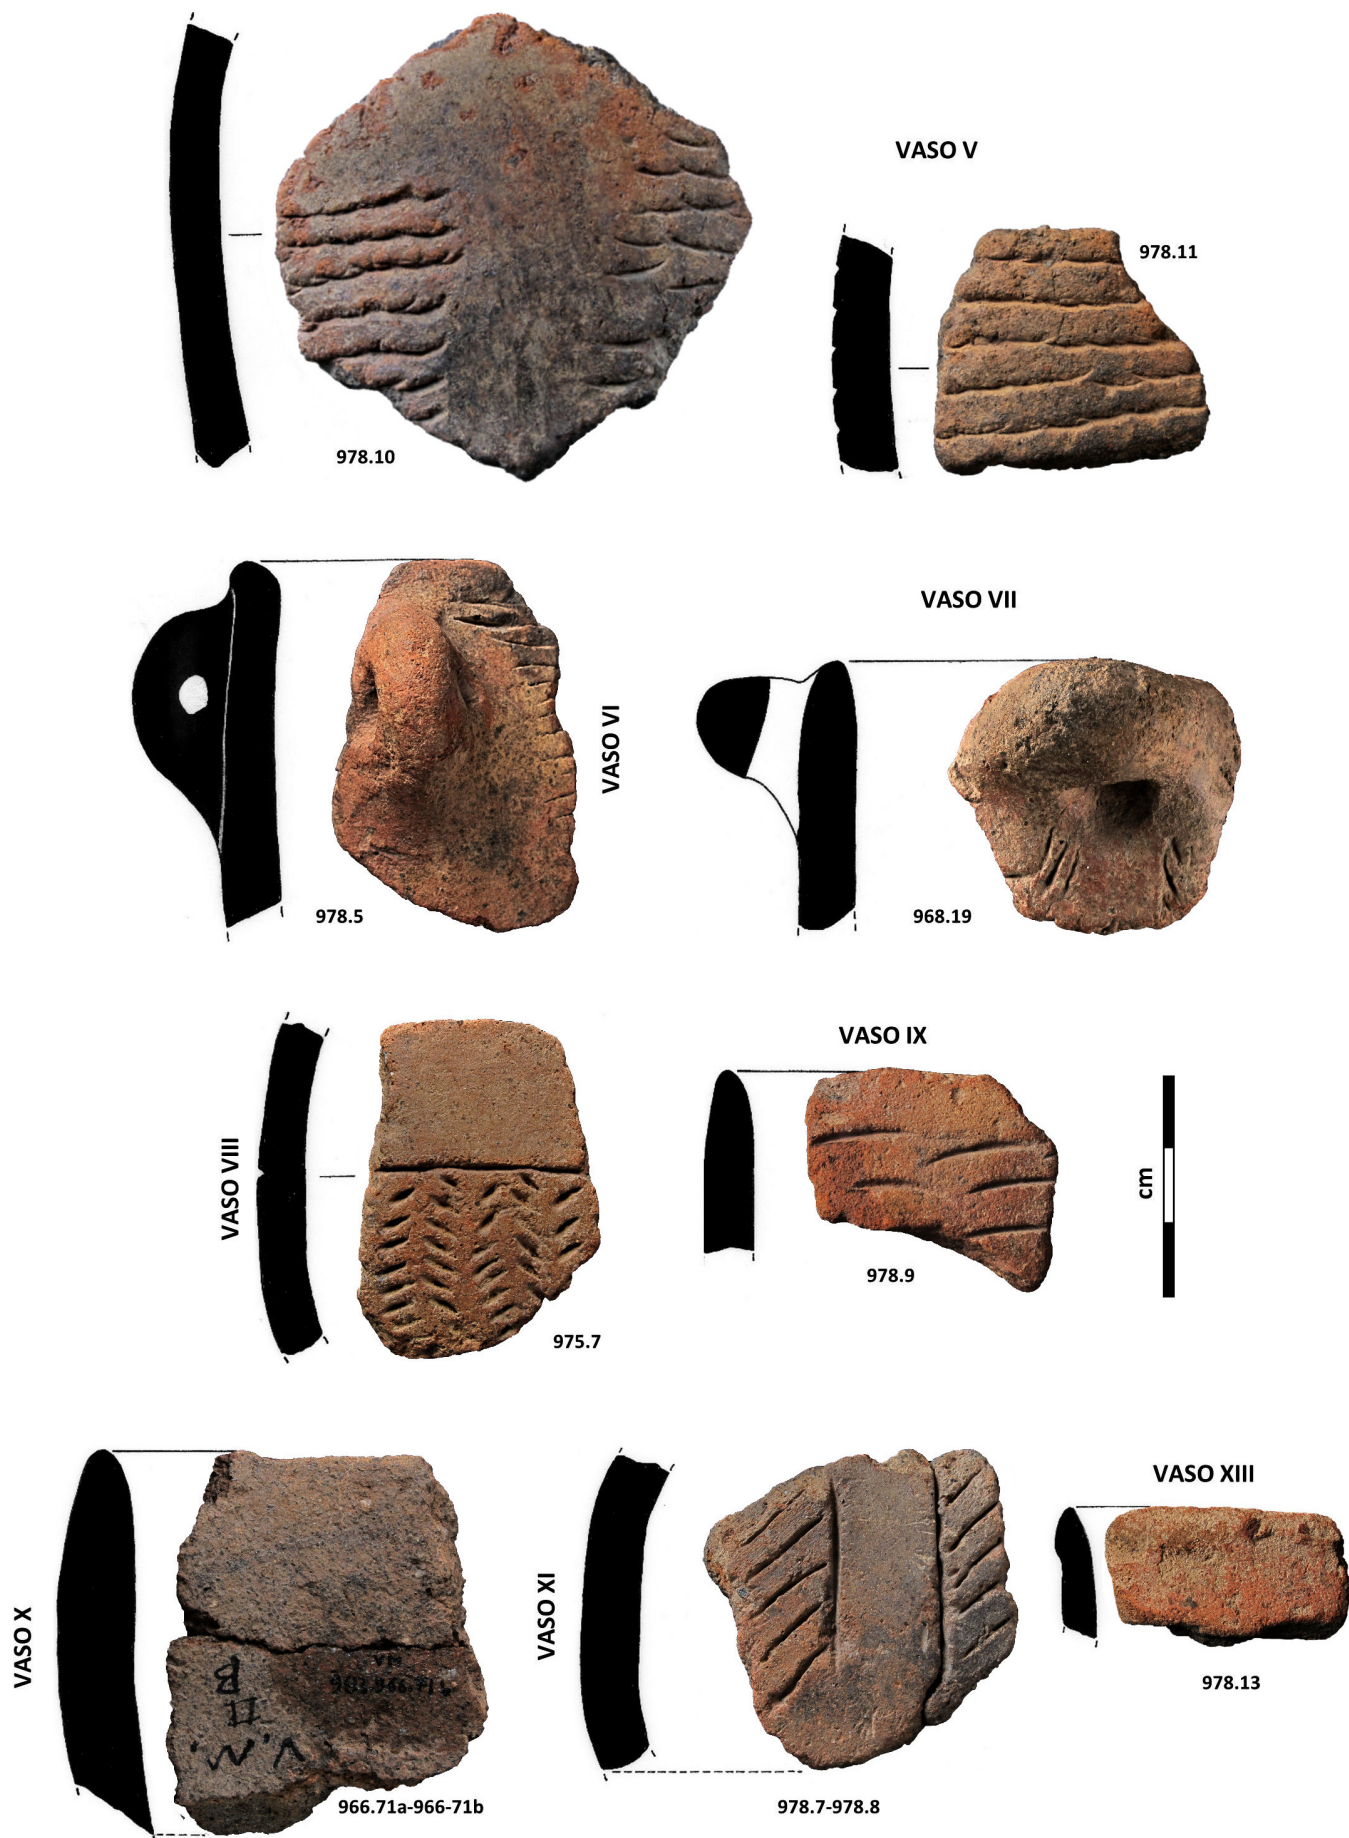 VASO V
978.11
978.10
VASO VII
VASO VI
978.5
968.19
VASO IX
VASO VIII
cm
978.9
975.7
VASO XIII
VASO X
VASO XI
978.13
B
V.M.
VM
966.71a-966-71b
978.7-978.8